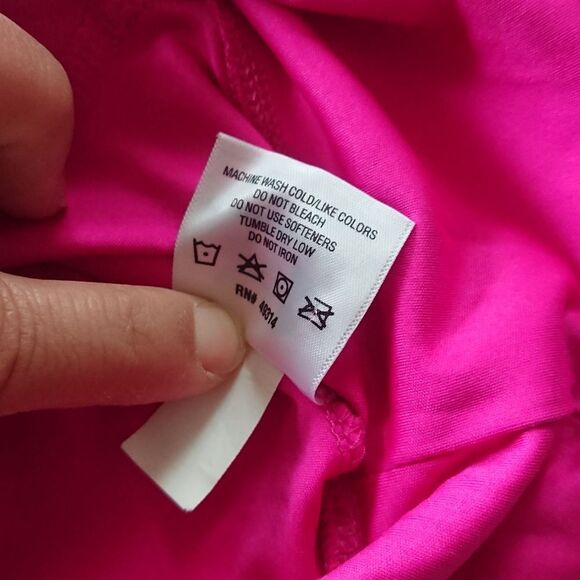 MACHINE WASH COLD/LIKE COLORS
DO NOT BLEACH
DO NOT USE SOFTENERS
TUMBLE DRY LOW
DO NOT IRON
RN# 49314